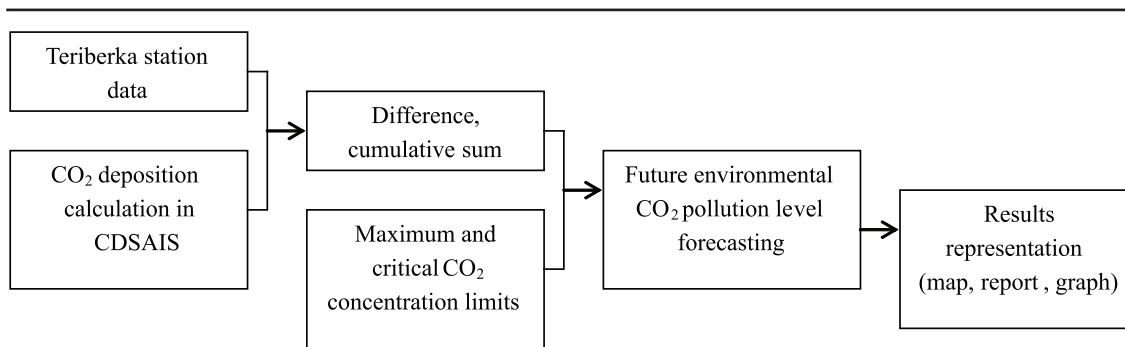 Teriberka station
data
CO₂ deposition
calculation in
CDSAIS
Difference,
cumulative sum
Maximum and
critical CO₂
concentration limits
Future environmental
CO₂ pollution level
forecasting
Results
representation
(map, report , graph)